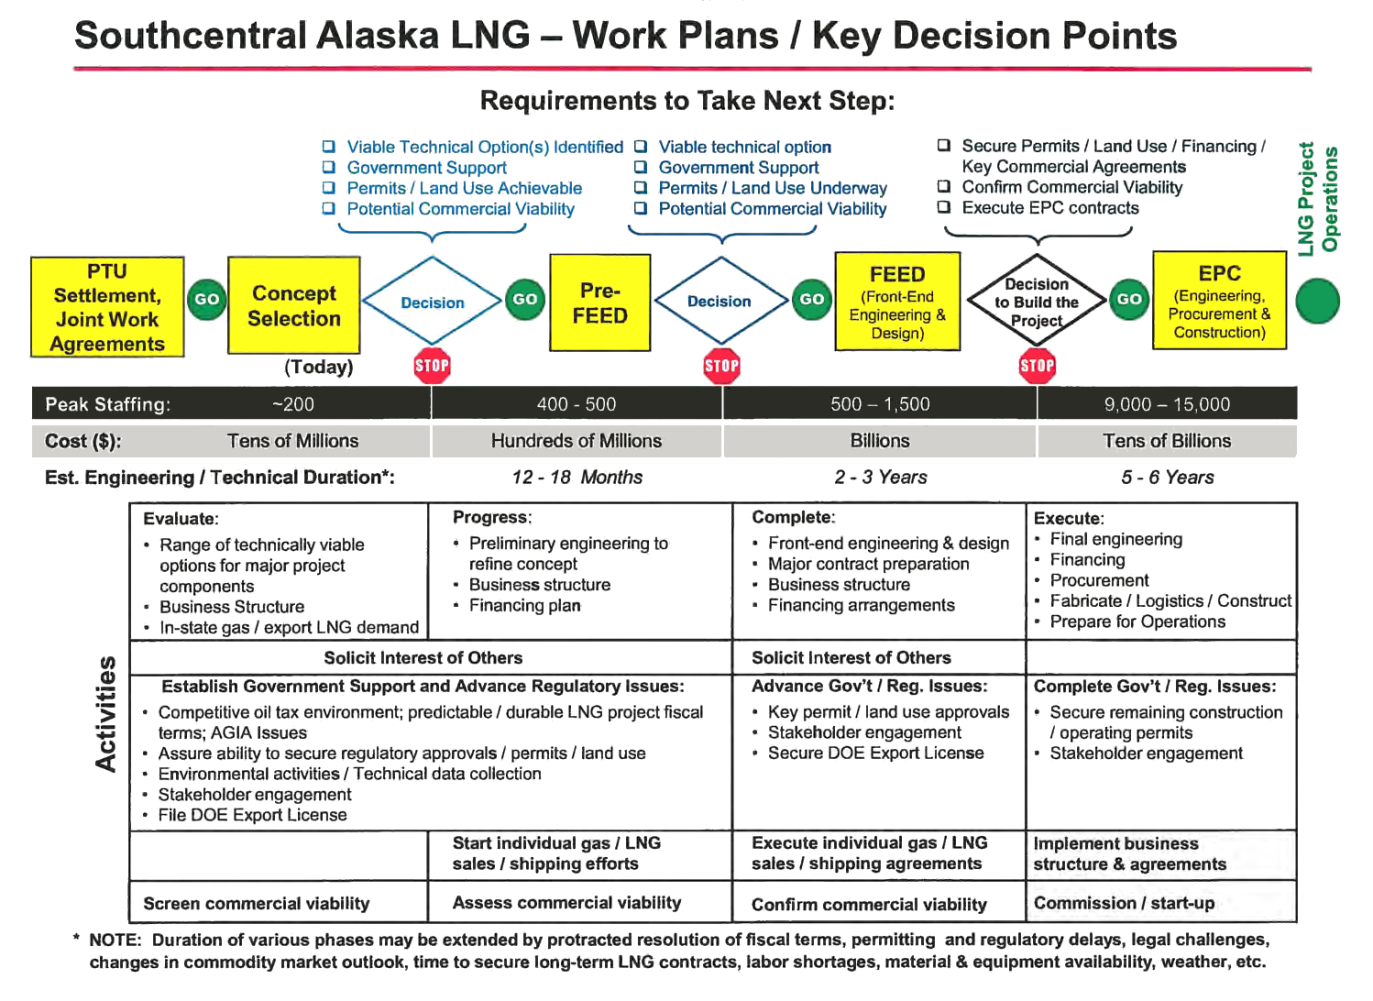 Southcentral Alaska LNG – Work Plans / Key Decision Points
Requirements to Take Next Step:
❑ Viable Technical Option(s) Identified
❑ Government Support
❑ Permits / Land Use Achievable
❑ Potential Commercial Viability
❑ Viable technical option
❑ Government Support
❑ Permits / Land Use Underway
❑ Potential Commercial Viability
❑ Secure Permits / Land Use / Financing /
Key Commercial Agreements
❑ Confirm Commercial Viability
❑ Execute EPC contracts
LNG Project
Operations
PTU
Settlement,
Joint Work
Agreements
GO
Concept
Selection
(Today)
Decision
STOP
GO
Pre-
FEED
Decision
STOP
GO
FEED
(Front-End
Engineering &
Design)
Decision
to Build the
Project
STOP
GO
EPC
(Engineering,
Procurement &
Construction)
Peak Staffing: ~200 400 - 500 500 – 1,500 9,000 – 15,000
Cost ($): Tens of Millions Hundreds of Millions Billions Tens of Billions
Est. Engineering / Technical Duration*: 12 - 18 Months 2 - 3 Years 5 - 6 Years
Activities
Evaluate:
• Range of technically viable
options for major project
components
• Business Structure
• In-state gas / export LNG demand
Progress:
• Preliminary engineering to
refine concept
• Business structure
• Financing plan
Complete:
• Front-end engineering & design
• Major contract preparation
• Business structure
• Financing arrangements
Execute:
• Final engineering
• Financing
• Procurement
• Fabricate / Logistics / Construct
• Prepare for Operations
Solicit Interest of Others
Solicit Interest of Others
Establish Government Support and Advance Regulatory Issues:
• Competitive oil tax environment; predictable / durable LNG project fiscal
terms; AGIA Issues
• Assure ability to secure regulatory approvals / permits / land use
• Environmental activities / Technical data collection
• Stakeholder engagement
• File DOE Export License
Advance Gov't / Reg. Issues:
• Key permit / land use approvals
• Stakeholder engagement
• Secure DOE Export License
Complete Gov't / Reg. Issues:
• Secure remaining construction
/ operating permits
• Stakeholder engagement
Start individual gas / LNG
sales / shipping efforts
Execute individual gas / LNG
sales / shipping agreements
Implement business
structure & agreements
Screen commercial viability
Assess commercial viability
Confirm commercial viability
Commission / start-up
* NOTE: Duration of various phases may be extended by protracted resolution of fiscal terms, permitting and regulatory delays, legal challenges,
changes in commodity market outlook, time to secure long-term LNG contracts, labor shortages, material & equipment availability, weather, etc.